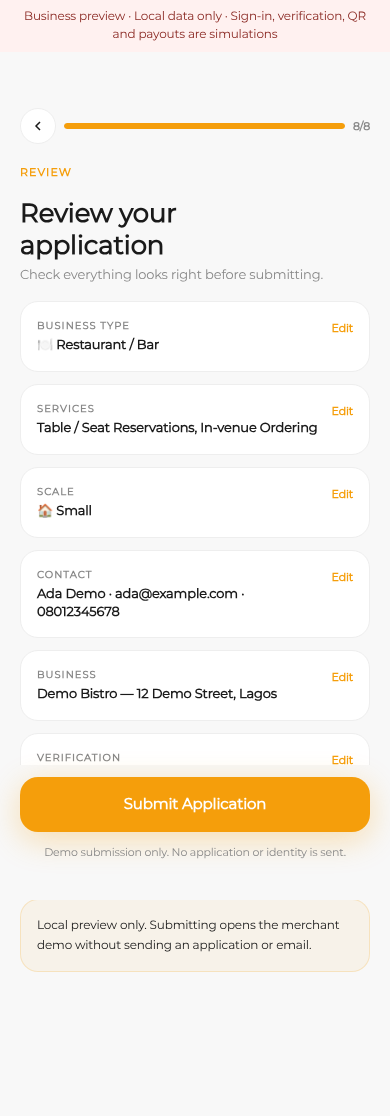 Business preview · Local data only · Sign-in, verification, QR
and payouts are simulations
8/8
REVIEW
Review your
application
Check everything looks right before submitting.
BUSINESS TYPE
Edit
🍽️ Restaurant / Bar
SERVICES
Edit
Table / Seat Reservations, In-venue Ordering
SCALE
Edit
🏠 Small
CONTACT
Edit
Ada Demo · ada@example.com ·
08012345678
BUSINESS
Edit
Demo Bistro — 12 Demo Street, Lagos
VERIFICATION
Edit
Submit Application
Demo submission only. No application or identity is sent.
Local preview only. Submitting opens the merchant
demo without sending an application or email.